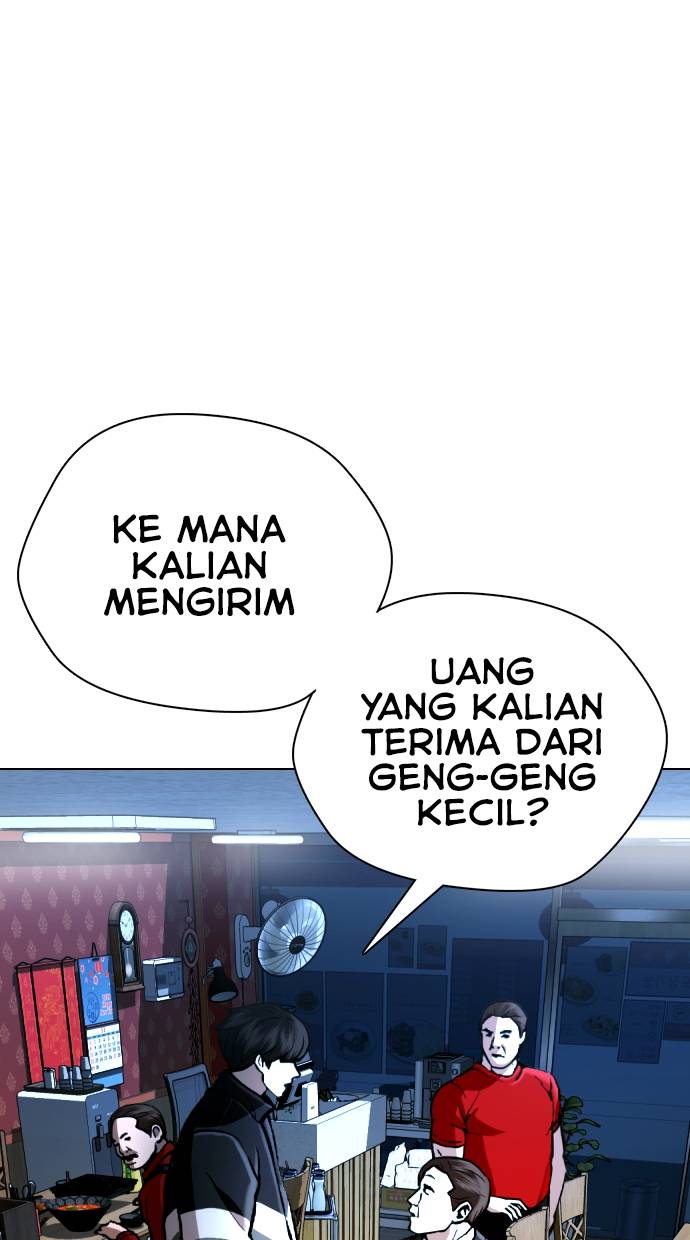 KE MANA
KALIAN
MENGIRIM
UANG
YANG KALIAN
TERIMA DARI
GENG-GENG
KECIL?